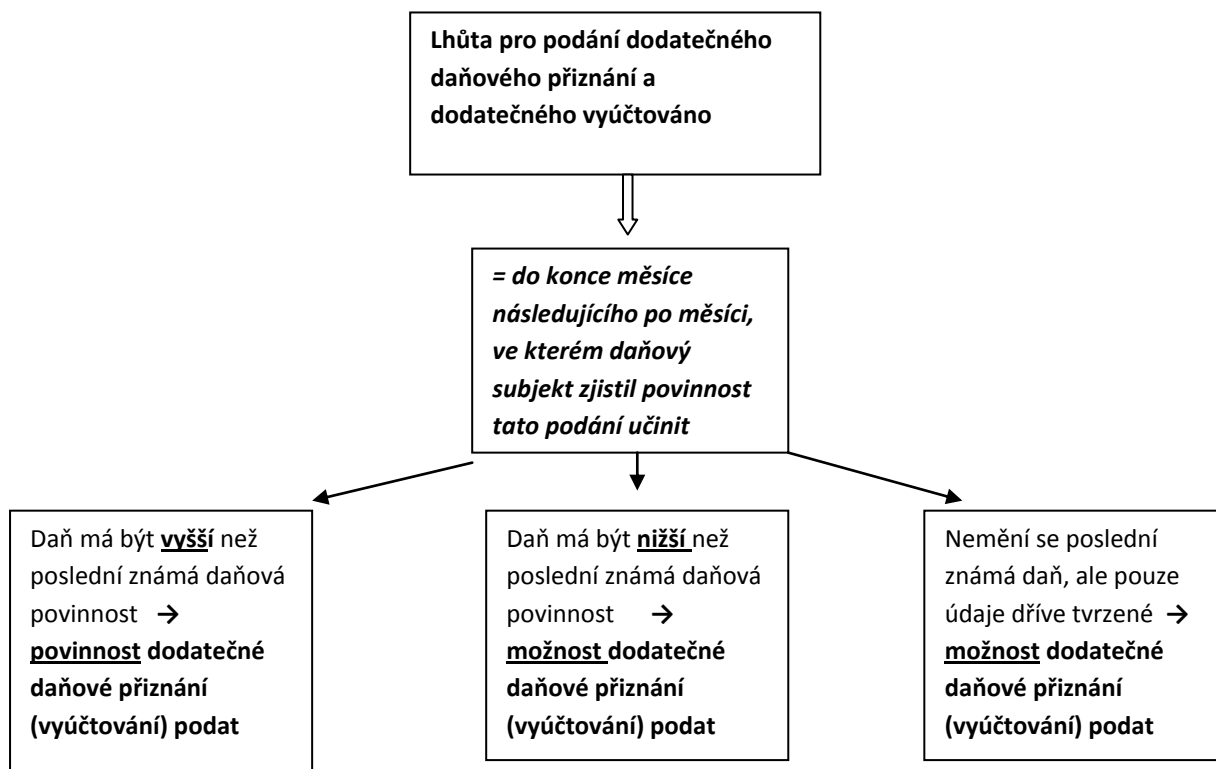 Lhůta pro podání dodatečného
daňového přiznání a
dodatečného vyúčtováno
= do konce měsíce
následujícího po měsíci,
ve kterém daňový
subjekt zjistil povinnost
tato podání učinit
Daň má být vyšší než
poslední známá daňová
povinnost →
povinnost dodatečné
daňové přiznání
(vyúčtování) podat
Daň má být nižší než
poslední známá daňová
povinnost →
možnost dodatečné
daňové přiznání
(vyúčtování) podat
Nemění se poslední
známá daň, ale pouze
údaje dříve tvrzené →
možnost dodatečné
daňové přiznání
(vyúčtování) podat